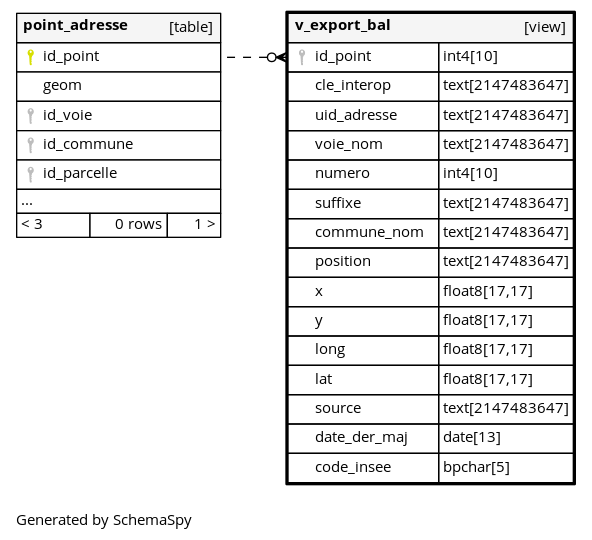 point_adresse [table]
id_point
geom
id_voie
id_commune
id_parcelle
...
< 3 0 rows 1 >
v_export_bal [view]
id_point int4[10]
cle_interop text[2147483647]
uid_adresse text[2147483647]
voie_nom text[2147483647]
numero int4[10]
suffixe text[2147483647]
commune_nom text[2147483647]
position text[2147483647]
x float8[17,17]
y float8[17,17]
long float8[17,17]
lat float8[17,17]
source text[2147483647]
date_der_maj date[13]
code_insee bpchar[5]
Generated by SchemaSpy